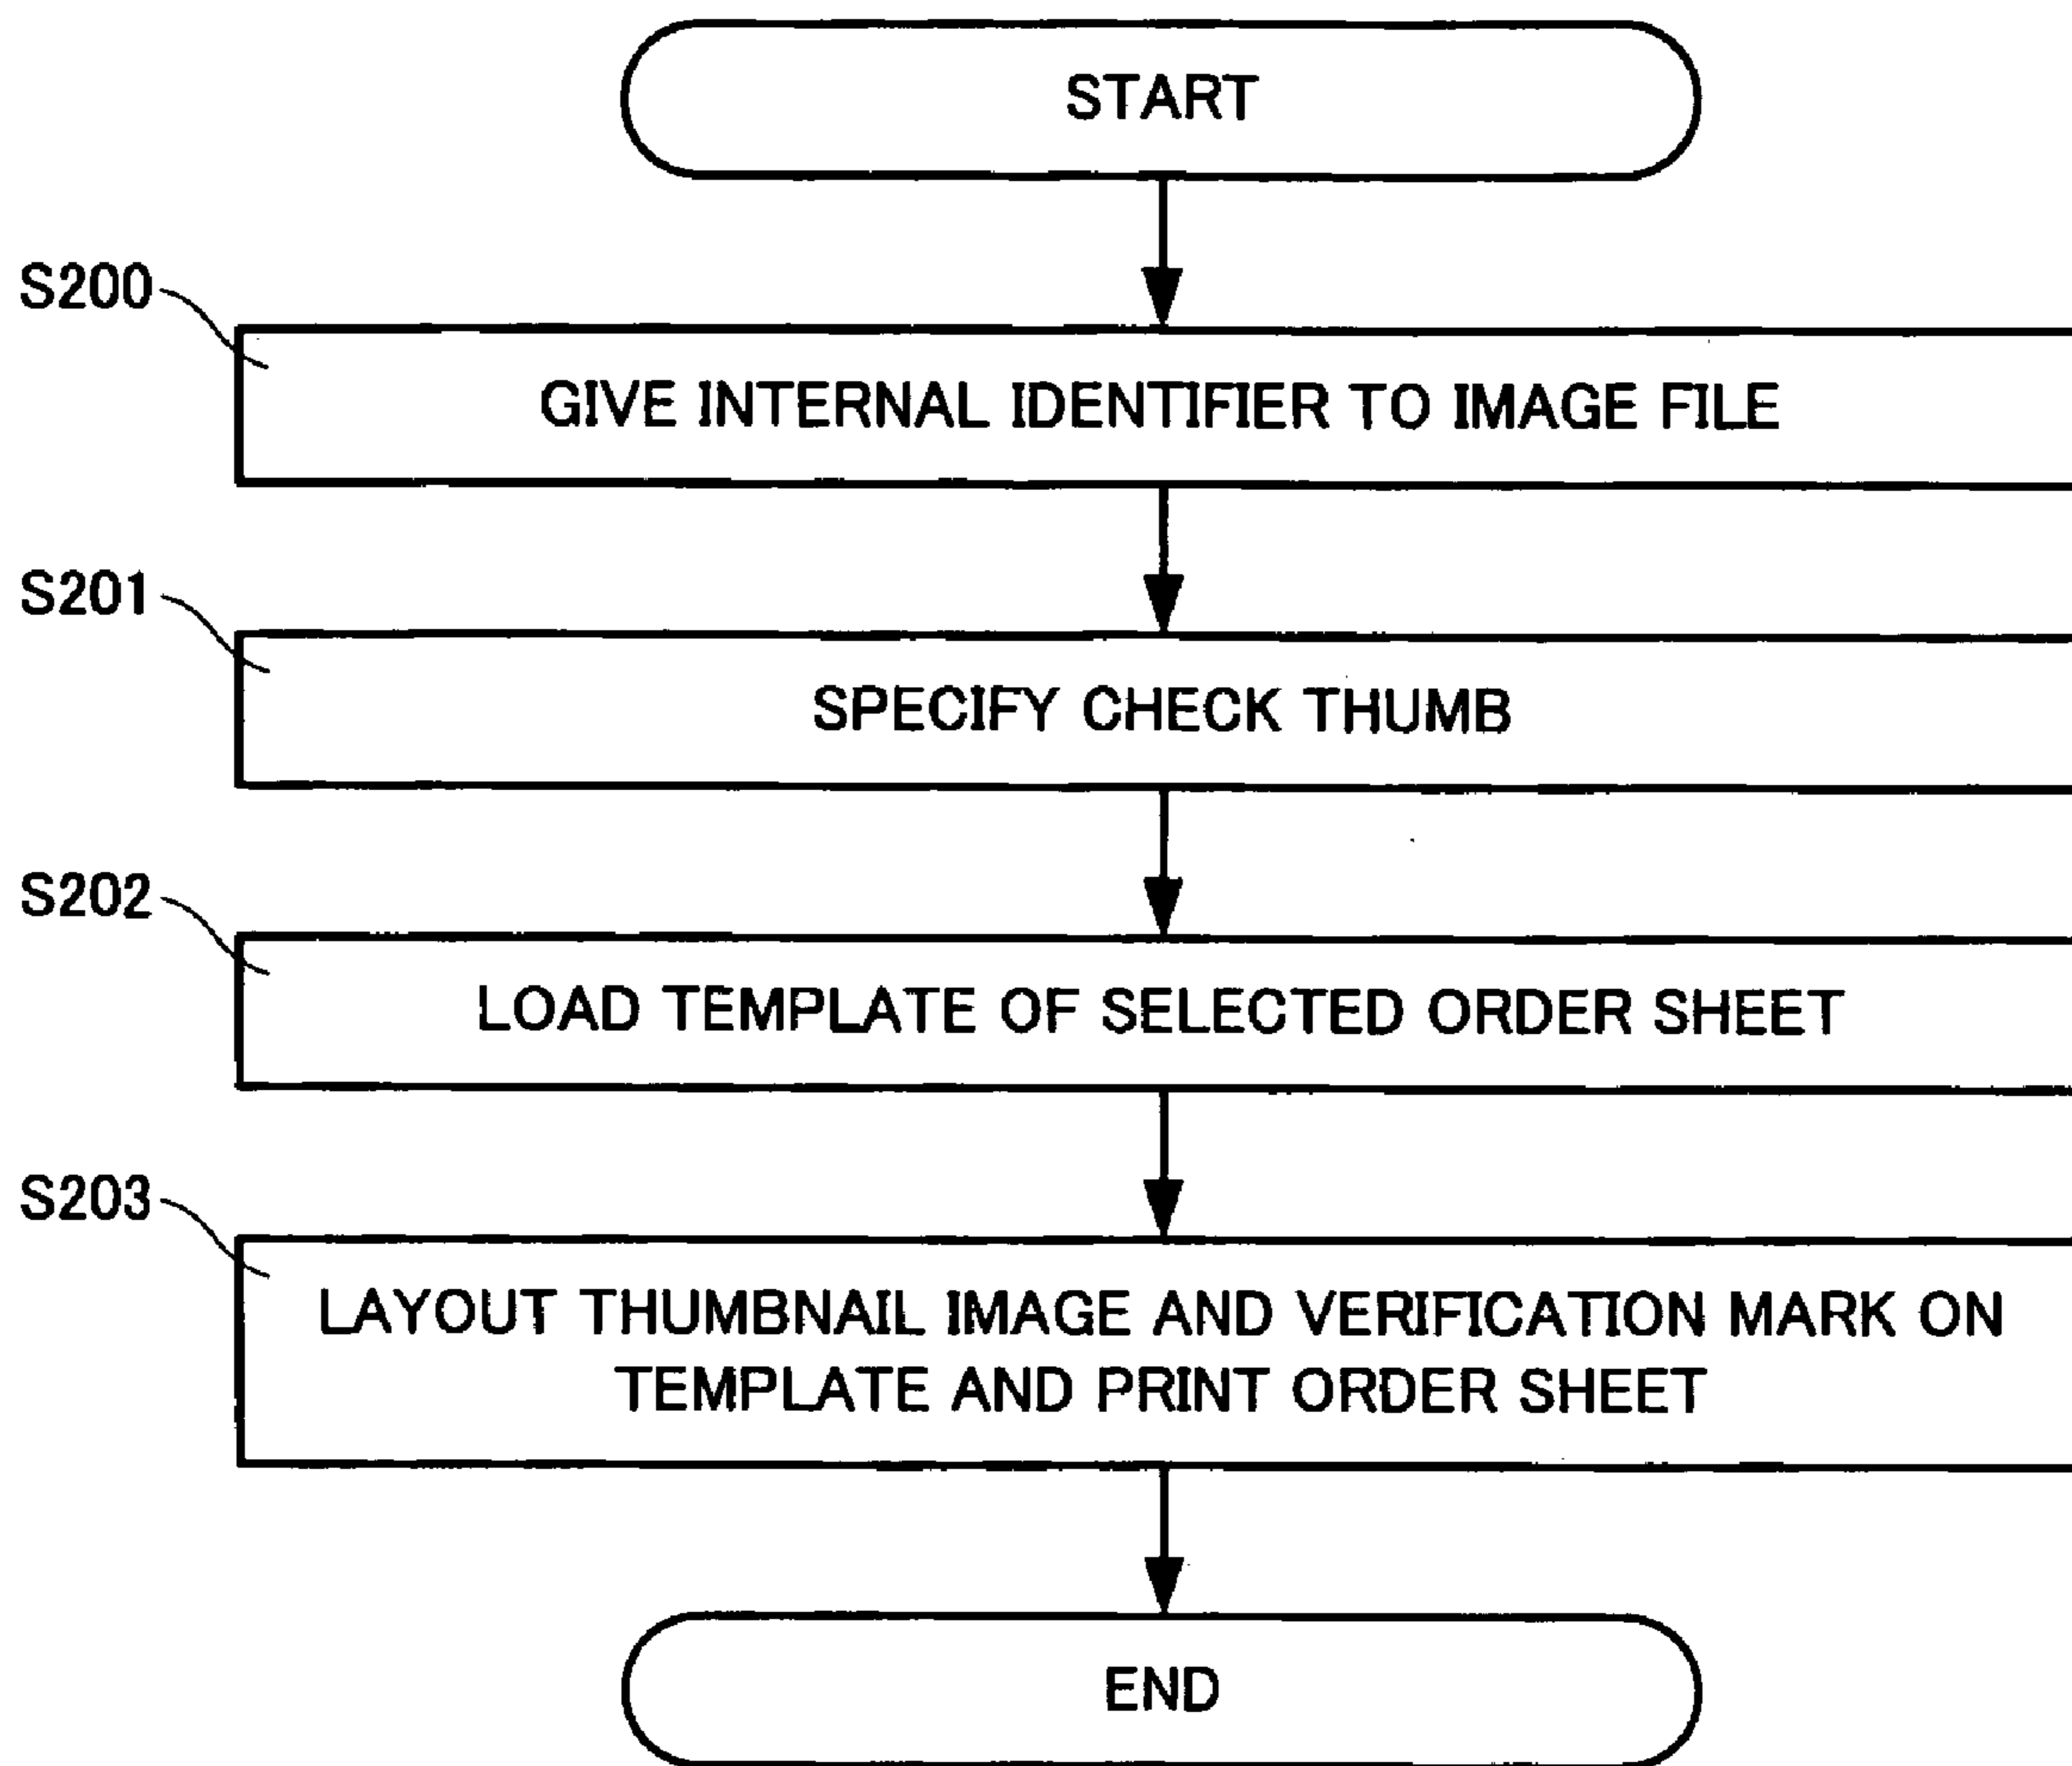 START
S200
GIVE INTERNAL IDENTIFIER TO IMAGE FILE
S201
SPECIFY CHECK THUMB
S202
LOAD TEMPLATE OF SELECTED ORDER SHEET
S203
LAYOUT THUMBNAIL IMAGE AND VERIFICATION MARK ON
TEMPLATE AND PRINT ORDER SHEET
END